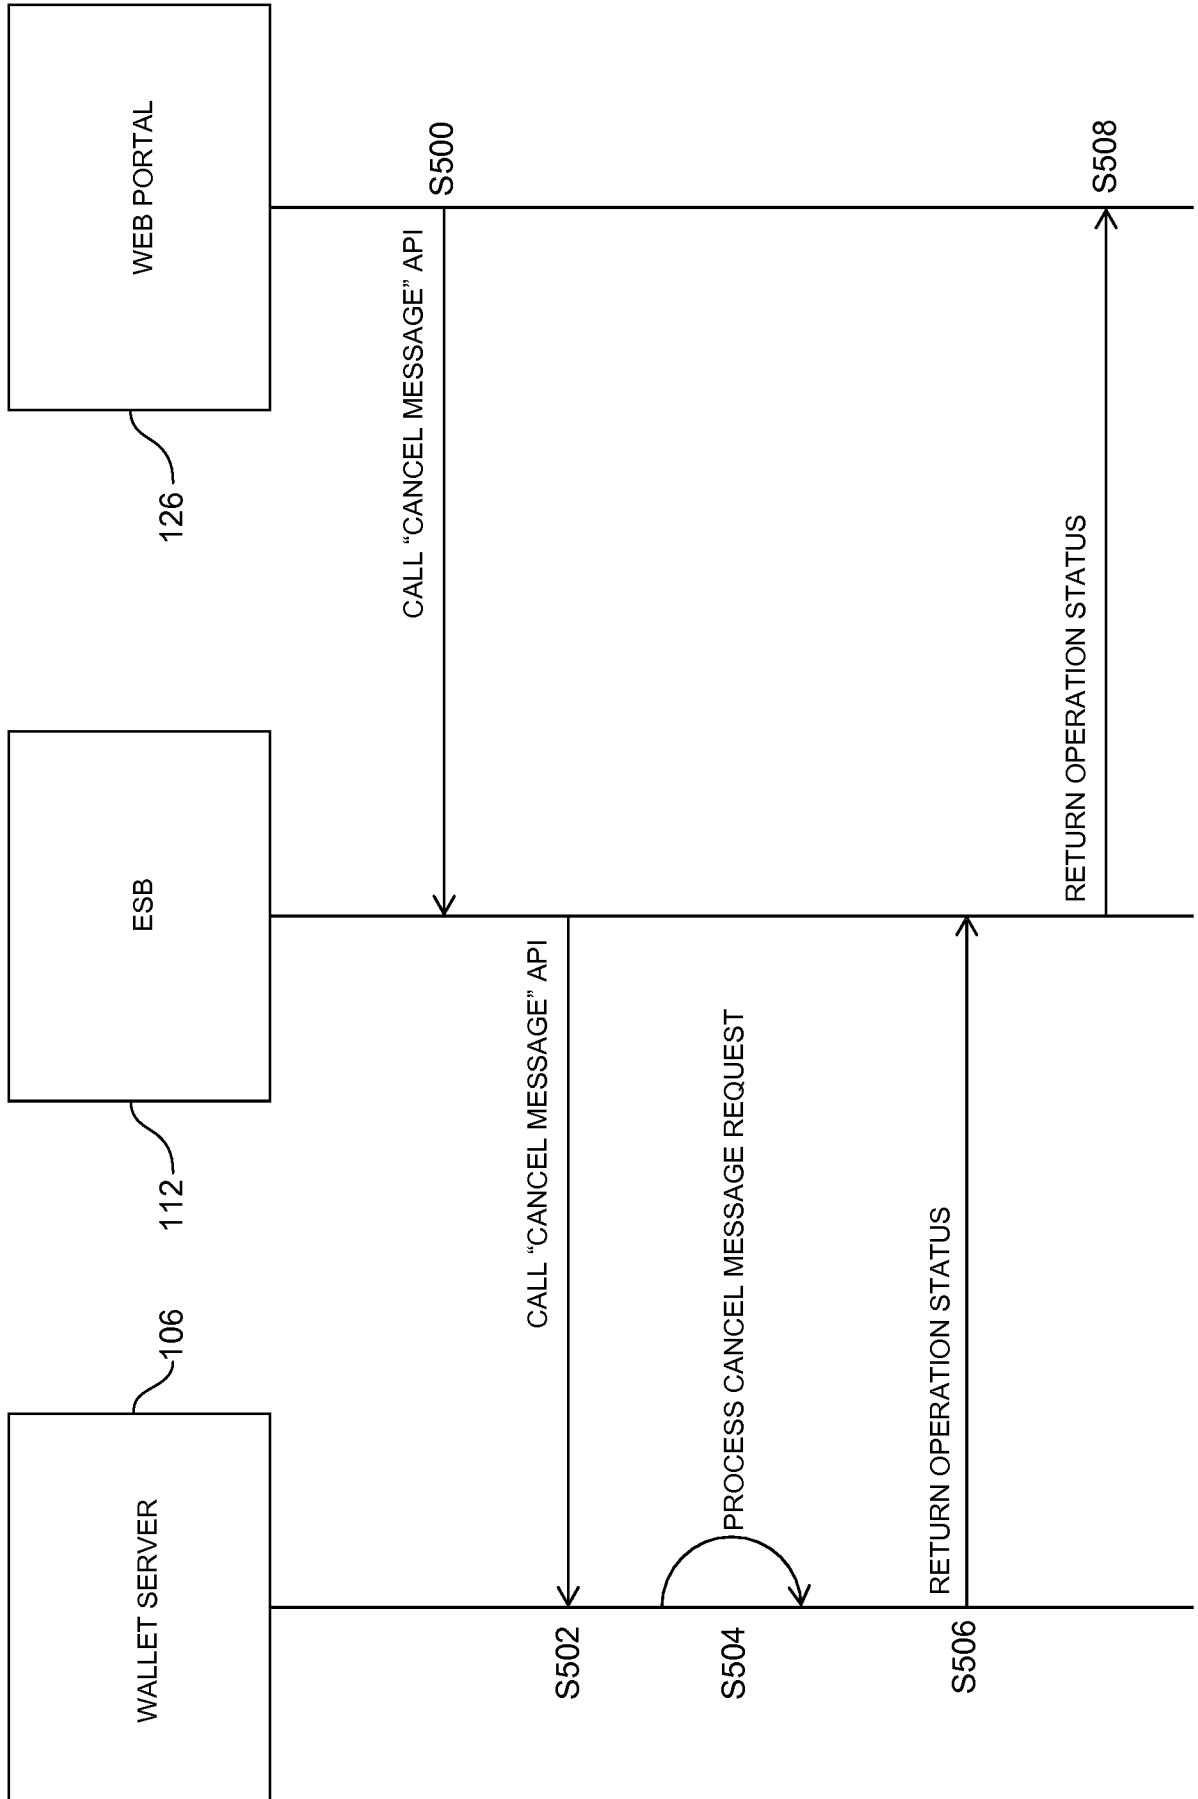 WALLET SERVER
106
ESB
112
WEB PORTAL
126
CALL “CANCEL MESSAGE” API
S500
CALL “CANCEL MESSAGE” API
S502
PROCESS CANCEL MESSAGE REQUEST
S504
RETURN OPERATION STATUS
S506
RETURN OPERATION STATUS
S508